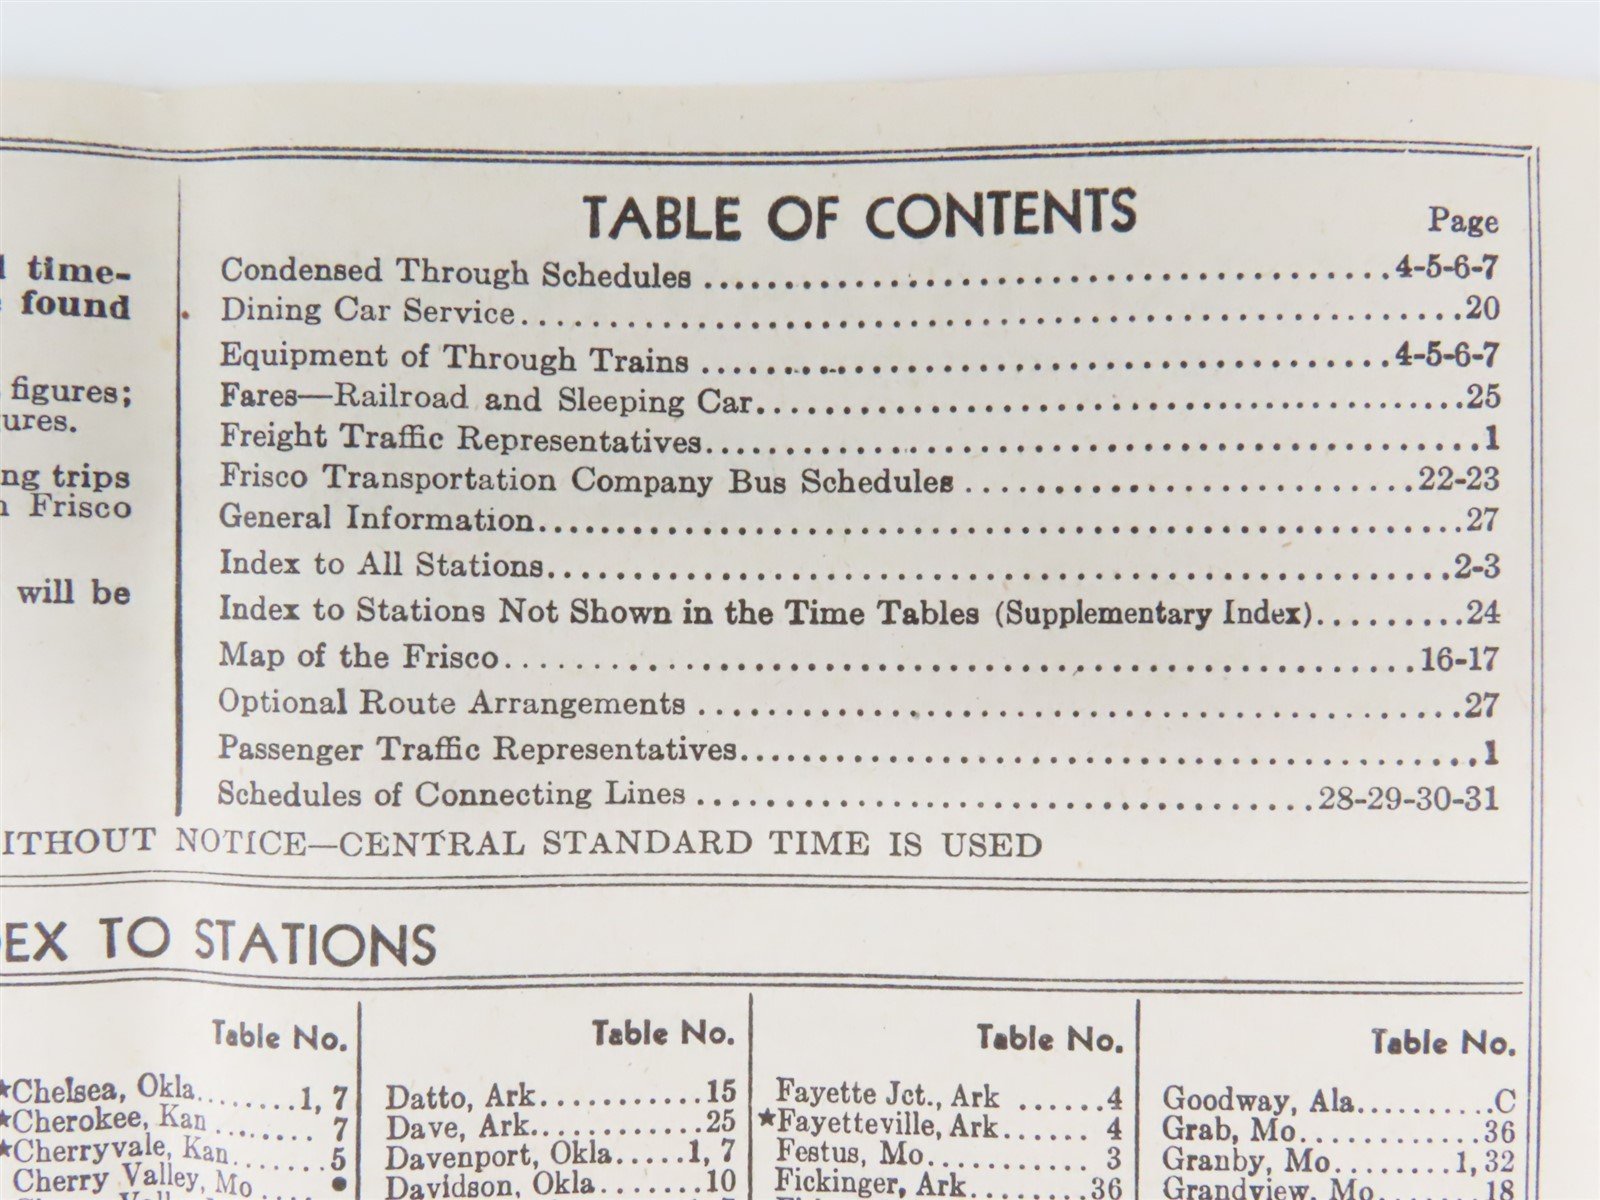 time-
found
figures;
ures.
ng trips
Frisco
will be
TABLE OF CONTENTS
Page
Condensed Through Schedules ........................................4-5-6-7
Dining Car Service..................................................20
Equipment of Through Trains ........................................4-5-6-7
Fares—Railroad and Sleeping Car.....................................25
Freight Traffic Representatives.....................................1
Frisco Transportation Company Bus Schedules ........................22-23
General Information.................................................27
Index to All Stations...............................................2-3
Index to Stations Not Shown in the Time Tables (Supplementary Index).........24
Map of the Frisco...................................................16-17
Optional Route Arrangements ........................................27
Passenger Traffic Representatives...................................1
Schedules of Connecting Lines ......................................28-29-30-31
ITHOUT NOTICE—CENTRAL STANDARD TIME IS USED
EX TO STATIONS
Table No.
★Chelsea, Okla........1, 7
★Cherokee, Kan ........ 7
★Cherryvale, Kan.......5
Cherry Valley, Mo ....●
Table No.
Datto, Ark............15
Dave, Ark.............25
Davenport, Okla.....1, 7
Davidson, Okla........10
Table No.
Fayette Jct., Ark ......4
★Fayetteville, Ark...... 4
Festus, Mo............ 3
Fickinger, Ark.........36
Table No.
Goodway, Ala..........C
Grab, Mo.............36
Granby, Mo........1, 32
Grandview, Mo........18